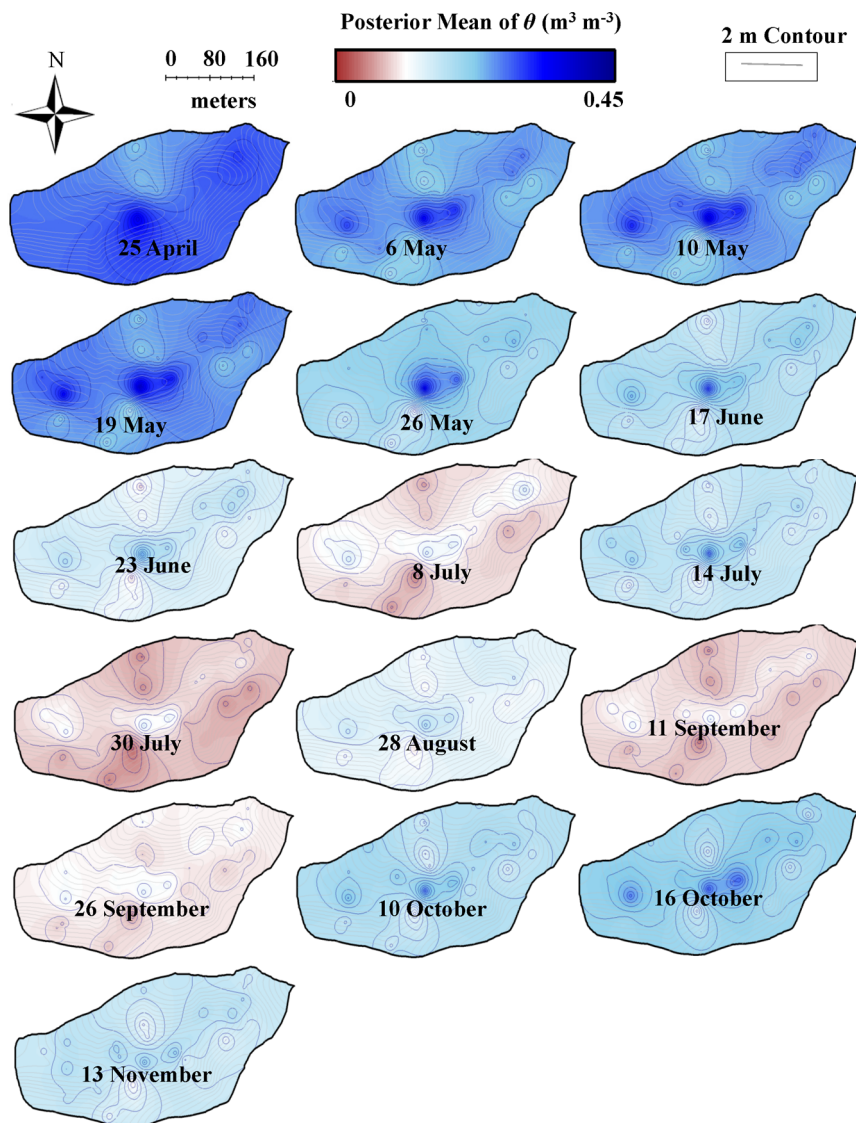 Posterior Mean of θ (m³ m⁻³)
N
0 80 160
meters
0 0.45
2 m Contour
25 April
6 May
10 May
19 May
26 May
17 June
23 June
8 July
14 July
30 July
28 August
11 September
26 September
10 October
16 October
13 November